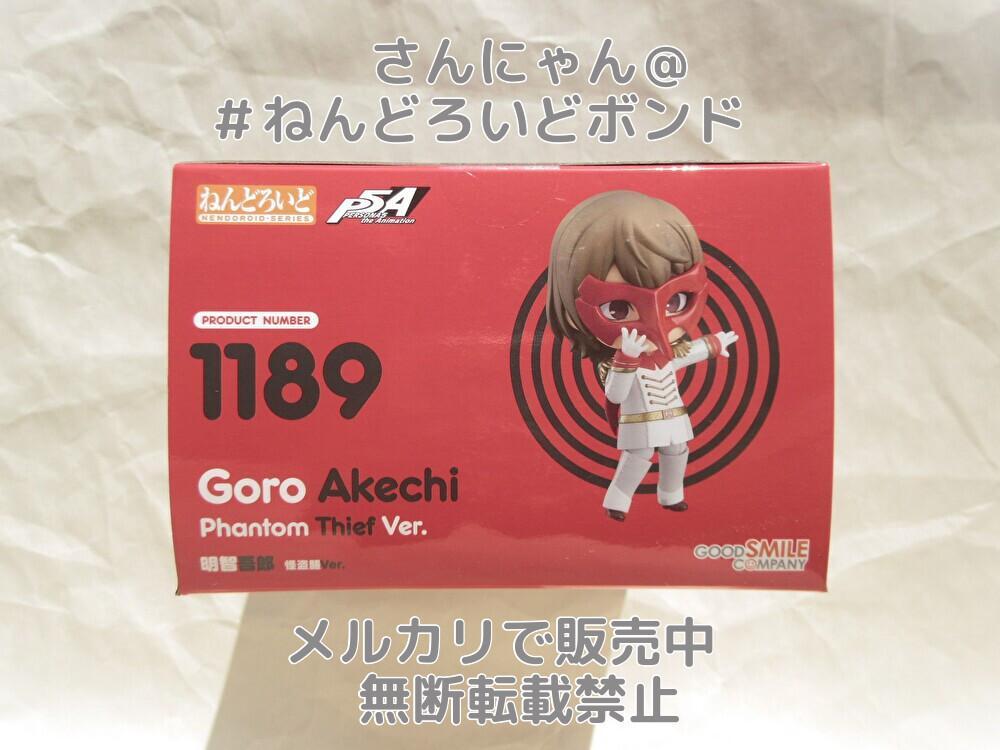 さんにゃん@
#ねんどろいどボンド
ねんどろいど
NENDOROID・SERIES
P5A
PERSONA5
the Animation
PRODUCT NUMBER
1189
Goro Akechi
Phantom Thief Ver.
明智吾郎 怪盗服Ver.
GOOD SMILE
COMPANY
メルカリで販売中
無断転載禁止